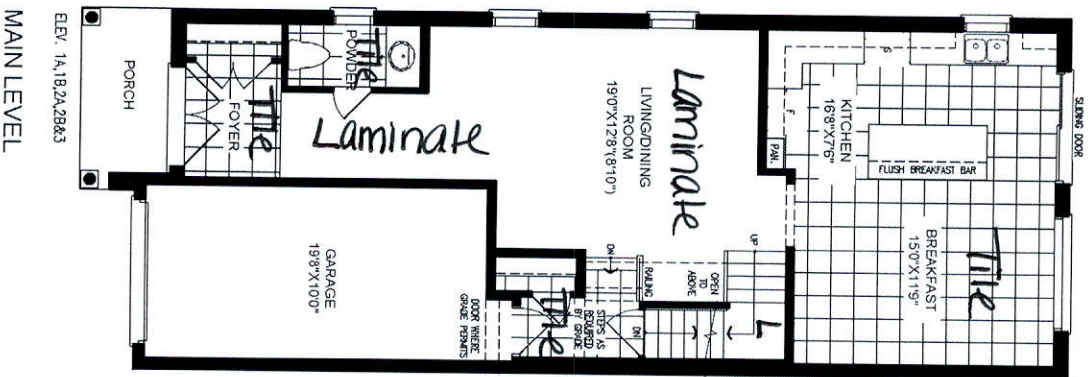 SLIDING DOOR
KITCHEN
16'8"X7'6"
FLUSH BREAKFAST BAR
PAN.
S
F
BREAKFAST
15'0"X11'9"
Tile
Laminate
LIVING/DINING
ROOM
19'0"X12'8"(8'10")
UP
OPEN
TO
ABOVE
RAILING
DN
L
DN
STEPS AS
REQUIRED
BY GRADE
Tile
DOOR WHERE
GRADE PERMITS
POWDER
Tile
Laminate
FOYER
Tile
GARAGE
19'8"X10'0"
PORCH
ELEV. 1A,1B,2A,2B&3
MAIN LEVEL